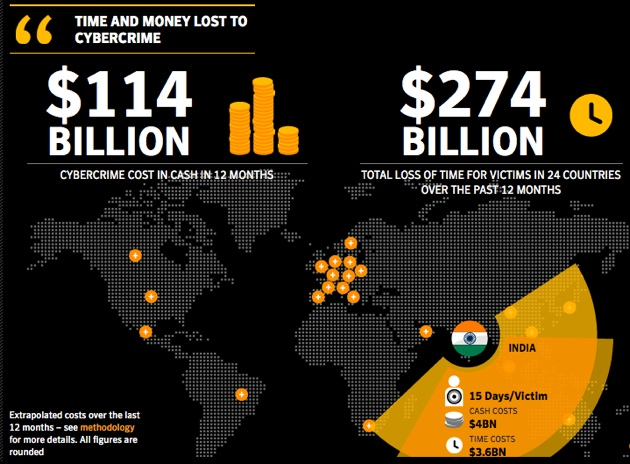 TIME AND MONEY LOST TO
CYBERCRIME
$114
BILLION
CYBERCRIME COST IN CASH IN 12 MONTHS
$274
BILLION
TOTAL LOSS OF TIME FOR VICTIMS IN 24 COUNTRIES
OVER THE PAST 12 MONTHS
INDIA
15 Days/Victim
CASH COSTS
$4BN
TIME COSTS
$3.6BN
Extrapolated costs over the last
12 months – see methodology
for more details. All figures are
rounded